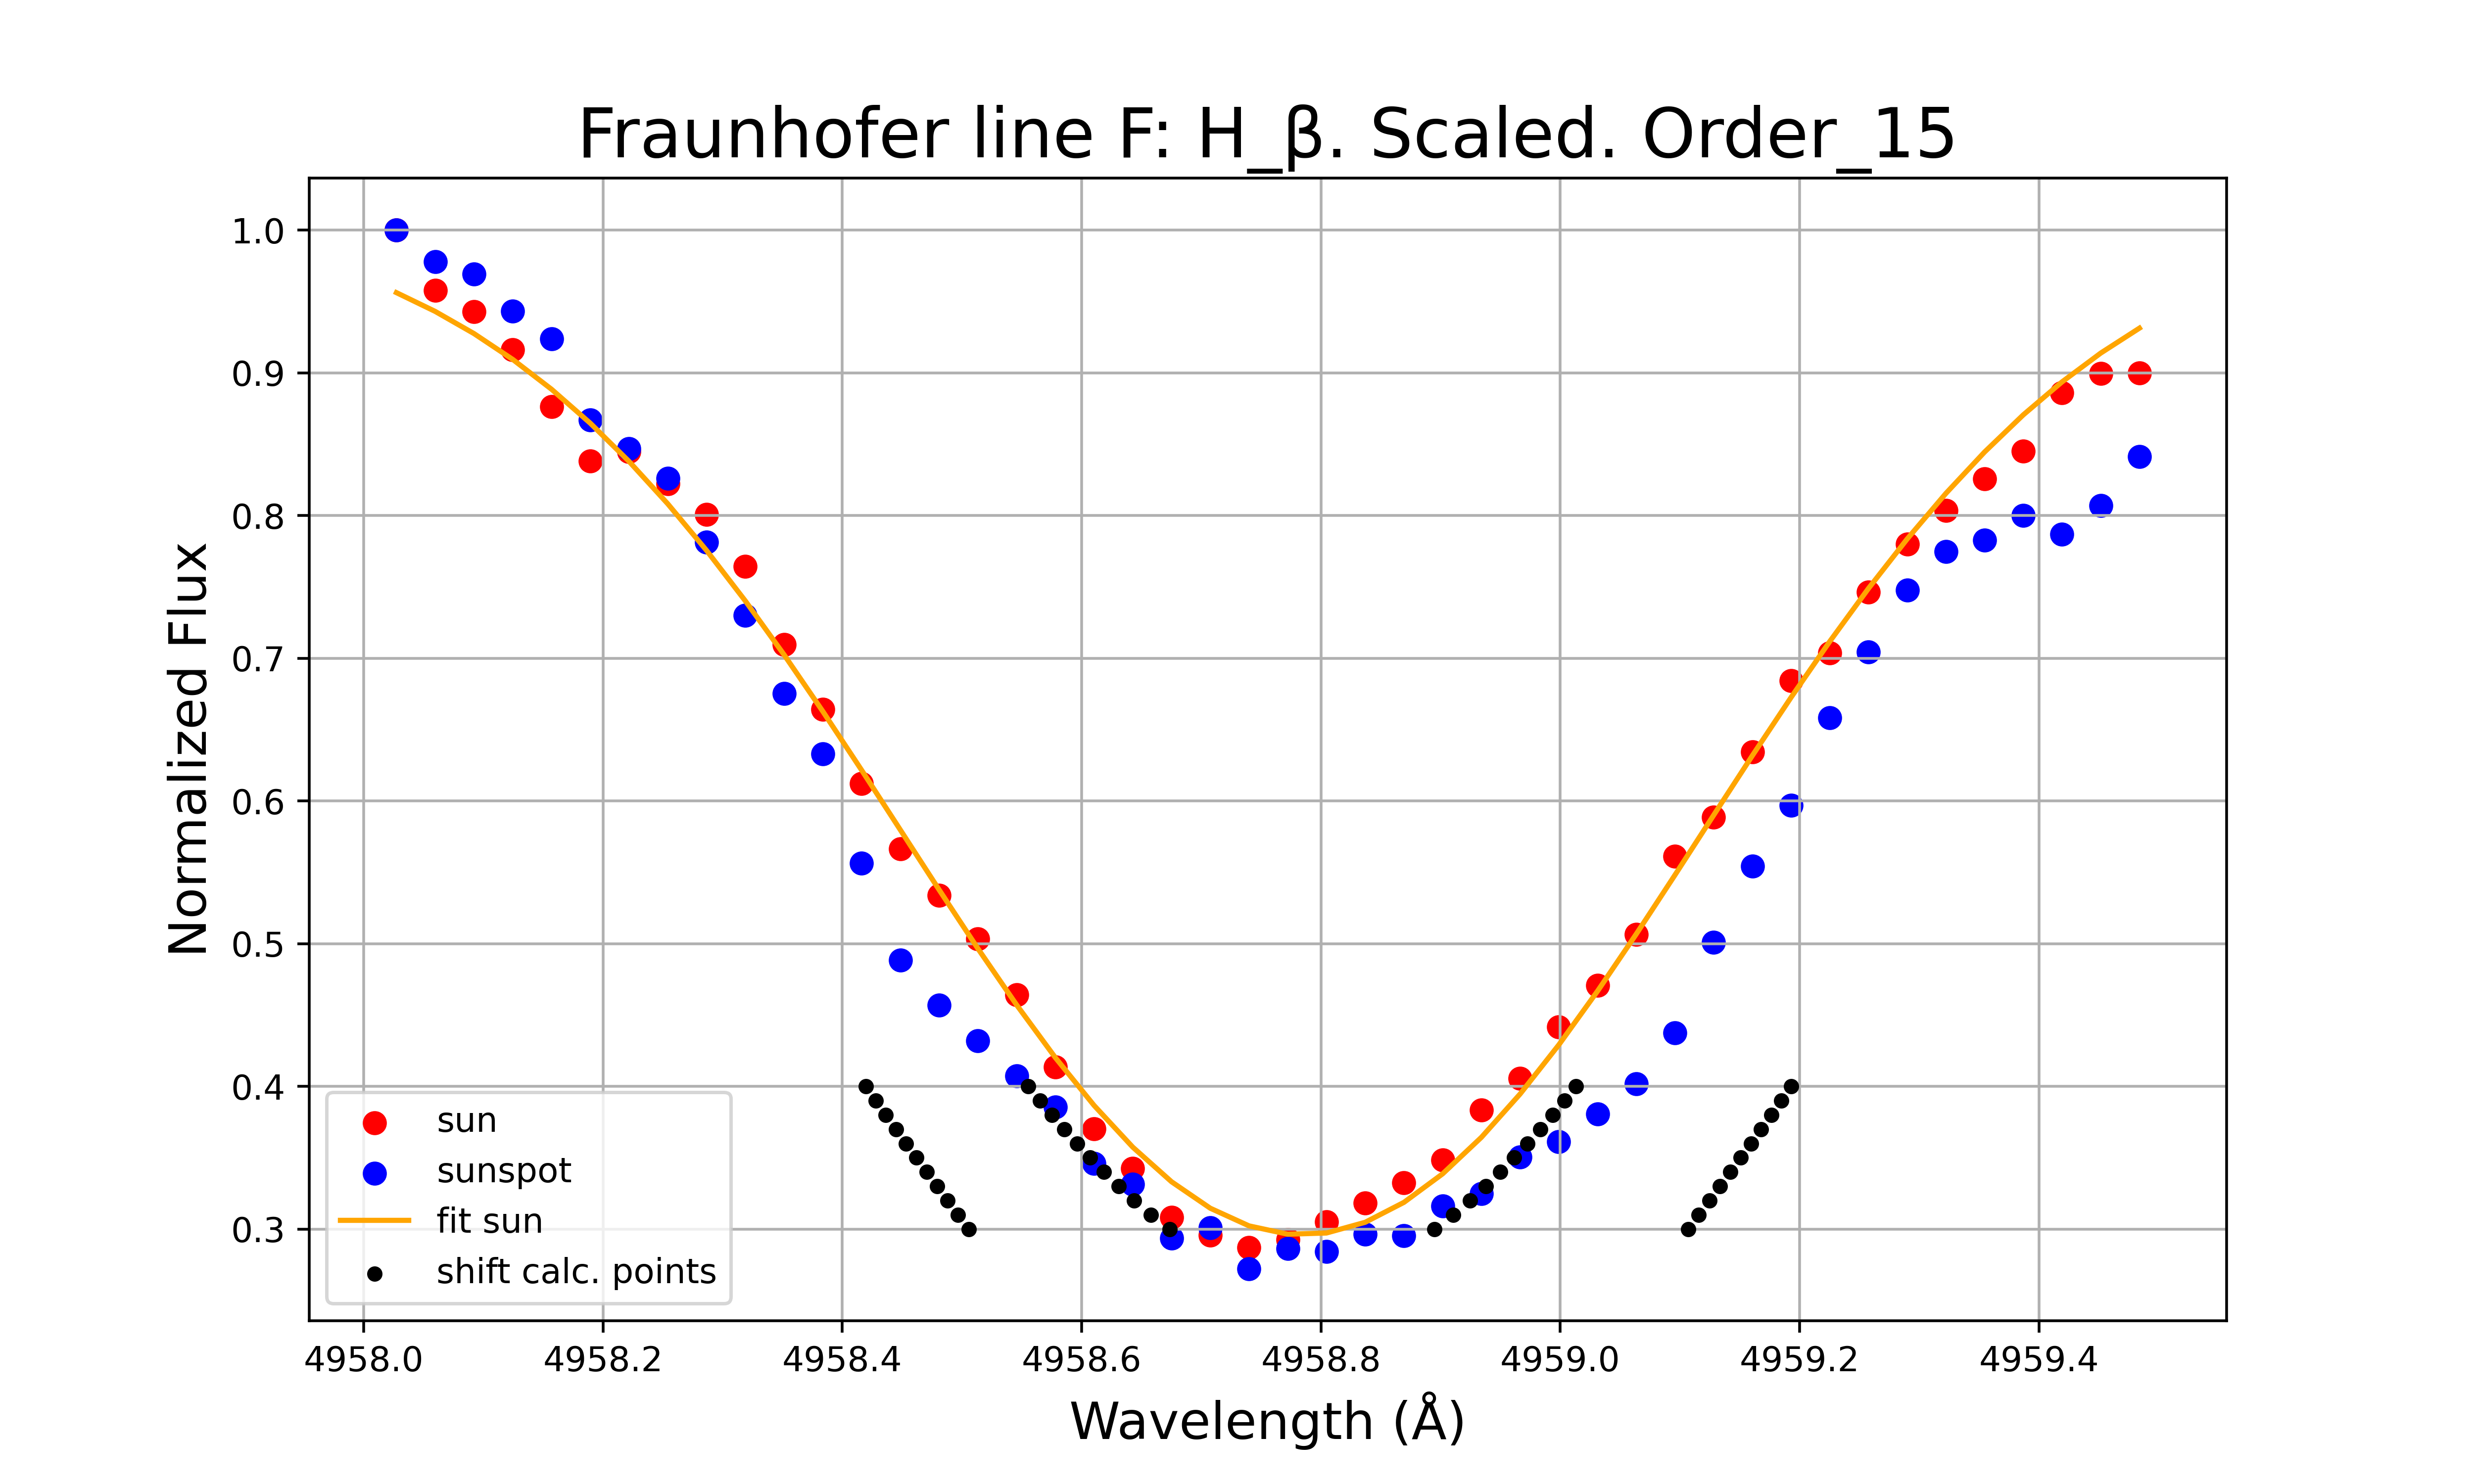 Fraunhofer line F: H_β. Scaled. Order_15
1.0
0.9
0.8
0.7
0.6
0.5
0.4
0.3
Normalized Flux
sun
sunspot
fit sun
shift calc. points
4958.0 4958.2 4958.4 4958.6 4958.8 4959.0 4959.2 4959.4
Wavelength (Å)